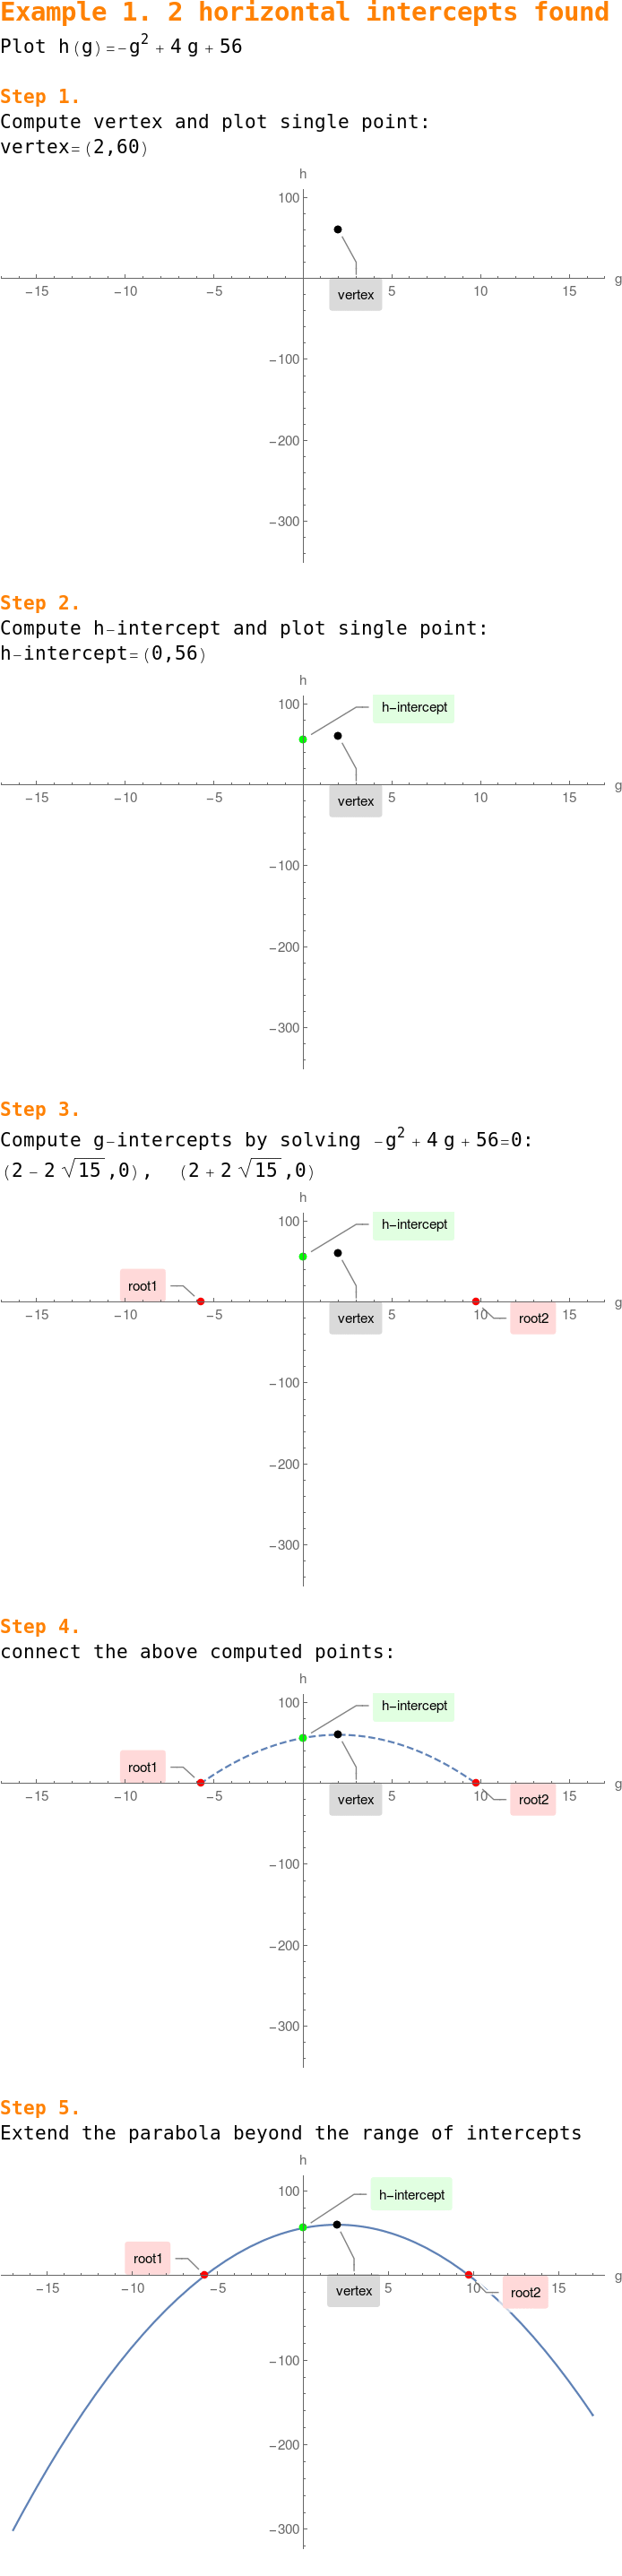 Example 1. 2 horizontal intercepts found
Plot h(g)=-g² + 4 g + 56
Step 1.
Compute vertex and plot single point:
vertex=(2,60)
h
100
vertex
-15 -10 -5 5 10 15 g
-100
-200
-300
Step 2.
Compute h-intercept and plot single point:
h-intercept=(0,56)
h
100 h-intercept
vertex
-15 -10 -5 5 10 15 g
-100
-200
-300
Step 3.
Compute g-intercepts by solving -g² + 4 g + 56=0:
(2 - 2 √15 ,0), (2 + 2 √15 ,0)
h
100 h-intercept
root1
-15 -10 -5 vertex 5 10 root2 15 g
-100
-200
-300
Step 4.
connect the above computed points:
h
100 h-intercept
root1
-15 -10 -5 vertex 5 10 root2 15 g
-100
-200
-300
Step 5.
Extend the parabola beyond the range of intercepts
h
100 h-intercept
root1
-15 -10 -5 vertex 5 10 root2 15 g
-100
-200
-300